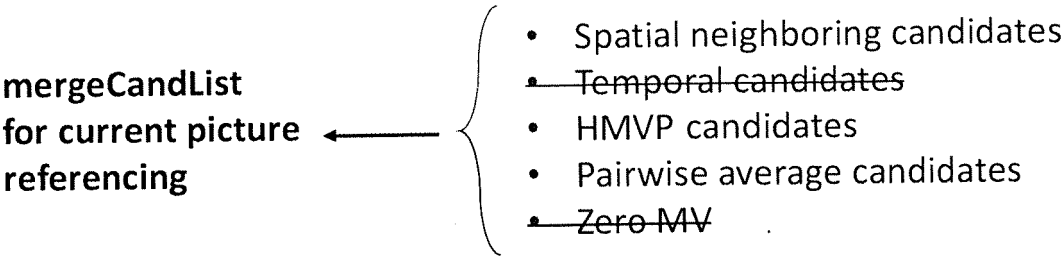 mergeCandList
for current picture
referencing
• Spatial neighboring candidates
• Temporal candidates
• HMVP candidates
• Pairwise average candidates
• Zero MV